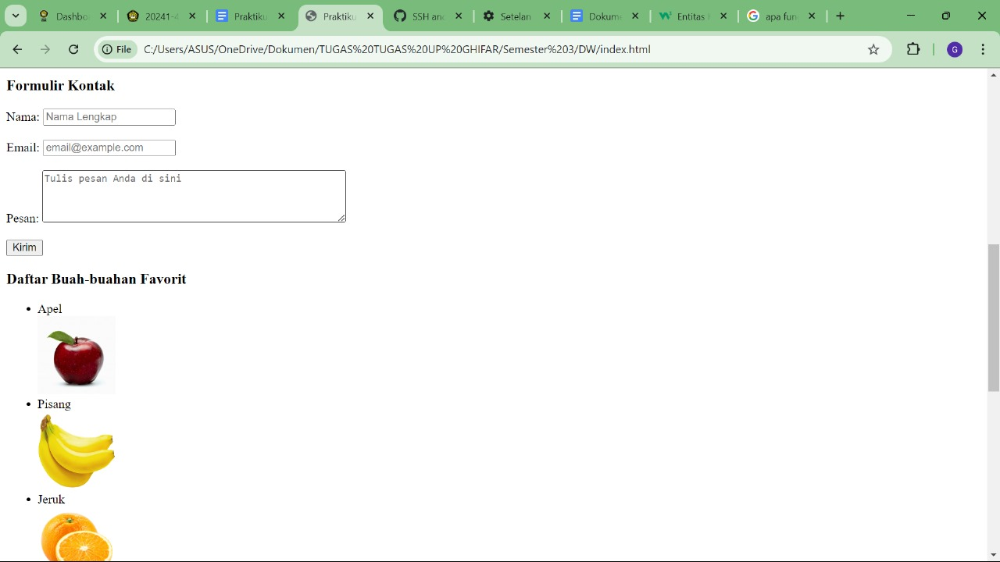 Dashbo
20241-4
Praktiku
Praktiku
SSH an
Setelan
Dokum
Entitas
apa fun
File
C:/Users/ASUS/OneDrive/Dokumen/TUGAS%20TUGAS%20UP%20GHIFAR/Semester%203/DW/index.html
G
Formulir Kontak
Nama: Nama Lengkap
Email: email@example.com
Tulis pesan Anda di sini
Pesan:
Kirim
Daftar Buah-buahan Favorit
Apel
Pisang
Jeruk